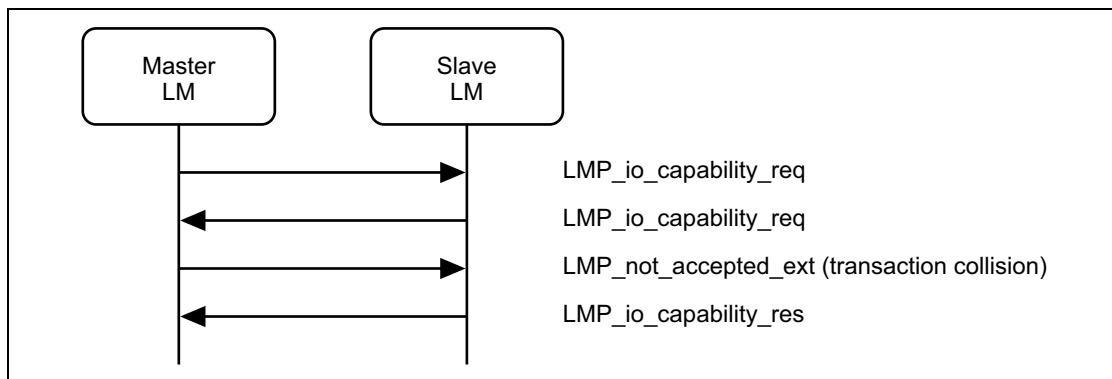 Master
LM
Slave
LM
LMP_io_capability_req
LMP_io_capability_req
LMP_not_accepted_ext (transaction collision)
LMP_io_capability_res